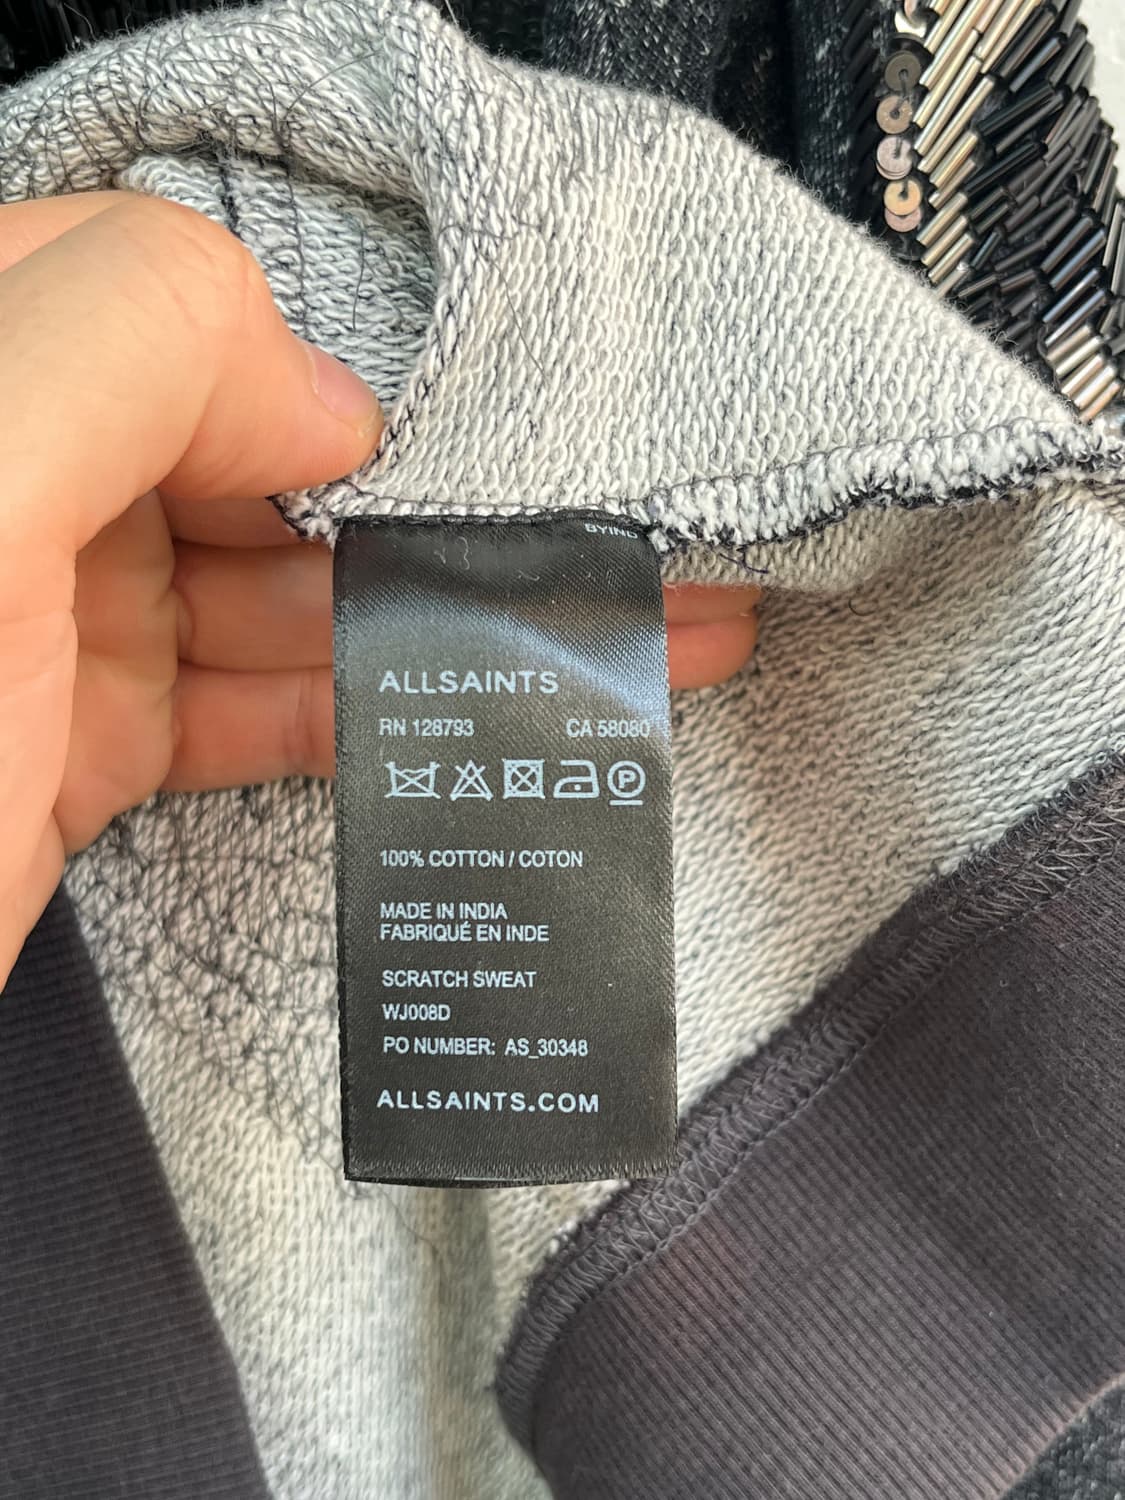 ALLSAINTS
RN 128793 CA 58080
P
100% COTTON / COTON
MADE IN INDIA
FABRIQUÉ EN INDE
SCRATCH SWEAT
WJ008D
PO NUMBER: AS_30348
ALLSAINTS.COM